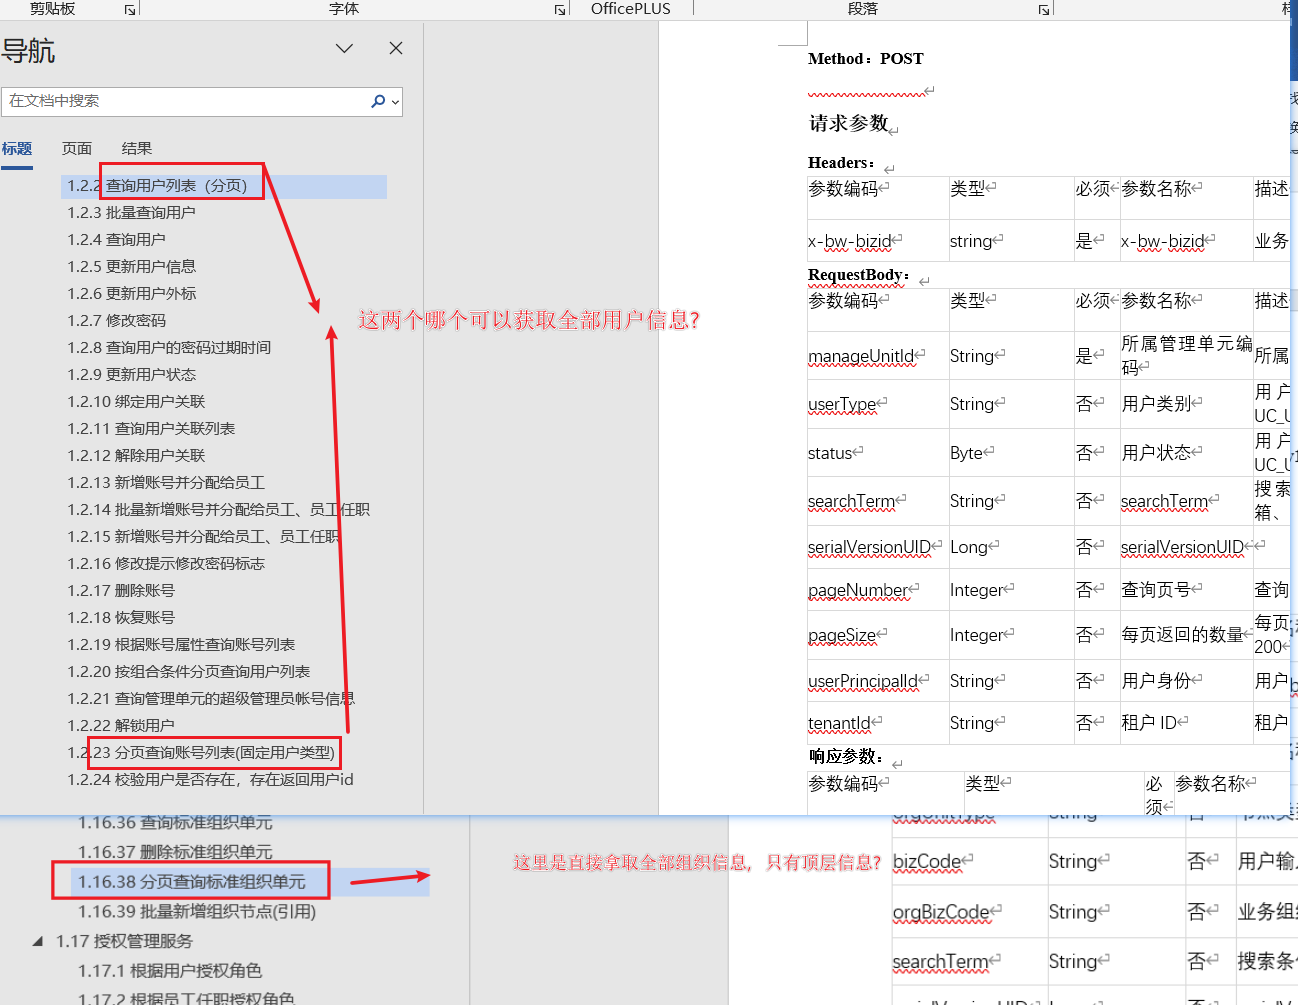 剪贴板 字体 OfficePLUS 段落
导航
在文档中搜索
标题 页面 结果
1.2.2 查询用户列表（分页）
1.2.3 批量查询用户
1.2.4 查询用户
1.2.5 更新用户信息
1.2.6 更新用户外标
1.2.7 修改密码
1.2.8 查询用户的密码过期时间
1.2.9 更新用户状态
1.2.10 绑定用户关联
1.2.11 查询用户关联列表
1.2.12 解除用户关联
1.2.13 新增账号并分配给员工
1.2.14 批量新增账号并分配给员工、员工任职
1.2.15 新增账号并分配给员工、员工任职
1.2.16 修改提示修改密码标志
1.2.17 删除账号
1.2.18 恢复账号
1.2.19 根据账号属性查询账号列表
1.2.20 按组合条件分页查询用户列表
1.2.21 查询管理单元的超级管理员帐号信息
1.2.22 解锁用户
1.2.23 分页查询账号列表(固定用户类型)
1.2.24 校验用户是否存在，存在返回用户id
这两个哪个可以获取全部用户信息?
Method：POST
请求参数
Headers：
参数编码 类型 必须 参数名称 描述
x-bw-bizid string 是 x-bw-bizid 业务
RequestBody：
参数编码 类型 必须 参数名称 描述
manageUnitId String 是 所属管理单元编码 所属
userType String 否 用户类别 用户 UC_U
status Byte 否 用户状态 用户 UC_U
searchTerm String 否 searchTerm 搜索 箱、
serialVersionUID Long 否 serialVersionUID
pageNumber Integer 否 查询页号 查询
pageSize Integer 否 每页返回的数量 每页 200
userPrincipalId String 否 用户身份 用户
tenantId String 否 租户 ID 租户
响应参数：
参数编码 类型 必须 参数名称
1.16.36 查询标准组织单元
1.16.37 删除标准组织单元
1.16.38 分页查询标准组织单元
1.16.39 批量新增组织节点(引用)
1.17 授权管理服务
1.17.1 根据用户授权角色
1.17.2 根据员工任职授权角色
这里是直接拿取全部组织信息，只有顶层信息?
orgUnitType String 否
bizCode String 否 用户输
orgBizCode String 否 业务组
searchTerm String 否 搜索条